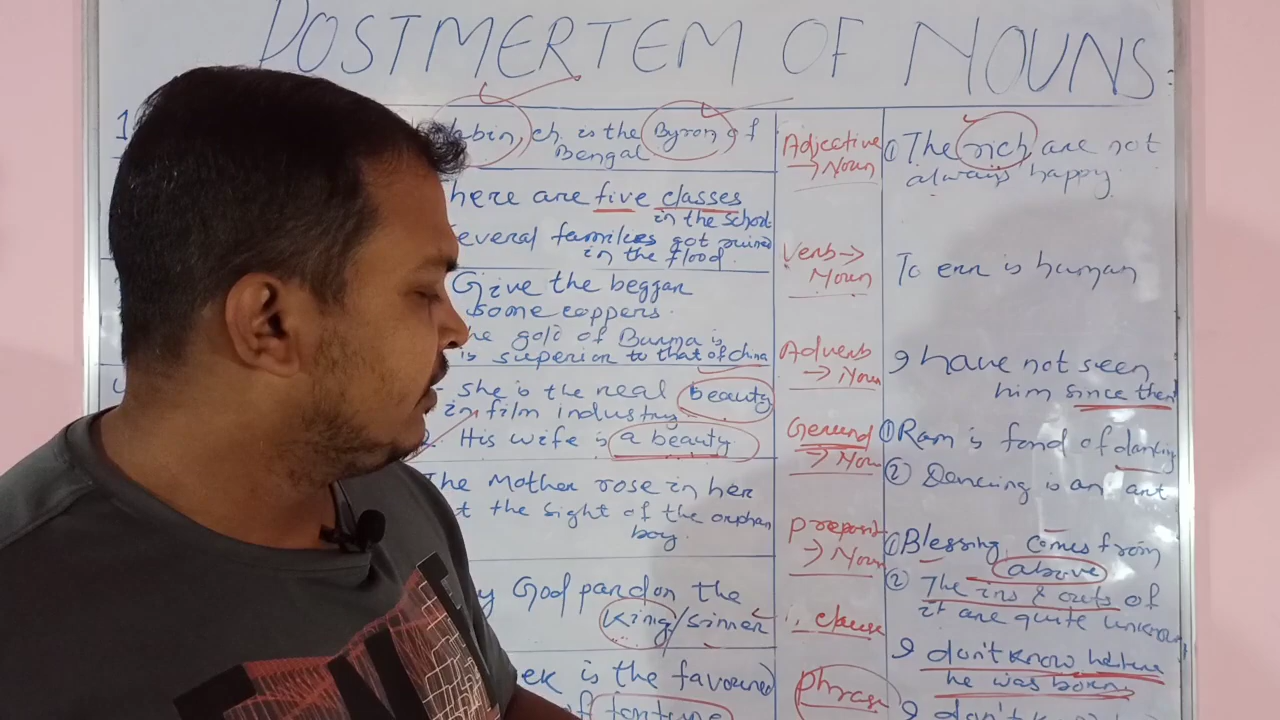 POSTMERTEM OF NOUNS:
1
is the Byron of
Bengal
here are five classes
in the school
everal families got ruined
in the flood.
Give the beggar
some coppers.
he gold of Burma is
is superior to that of China
She is the real beauty
in film industry.
2. His wife is a beauty.
The Mother rose in her
t the sight of the orphan
boy.
y God pardon the
King/Sinner
ek is the favoured
of fortune
Adjective
→ Noun
Verb →
Noun
Adverb
→ Noun
Gerund
→ Noun
preposit
→ Noun
clause
phrase
① The rich are not
always happy.
To err is human
I have not seen
him since then
① Ram is fond of dancing
② Dancing is an art
① Blessing comes from
above
② The ins & outs of
it are quite unknown
I don't know
he was born
I don't know